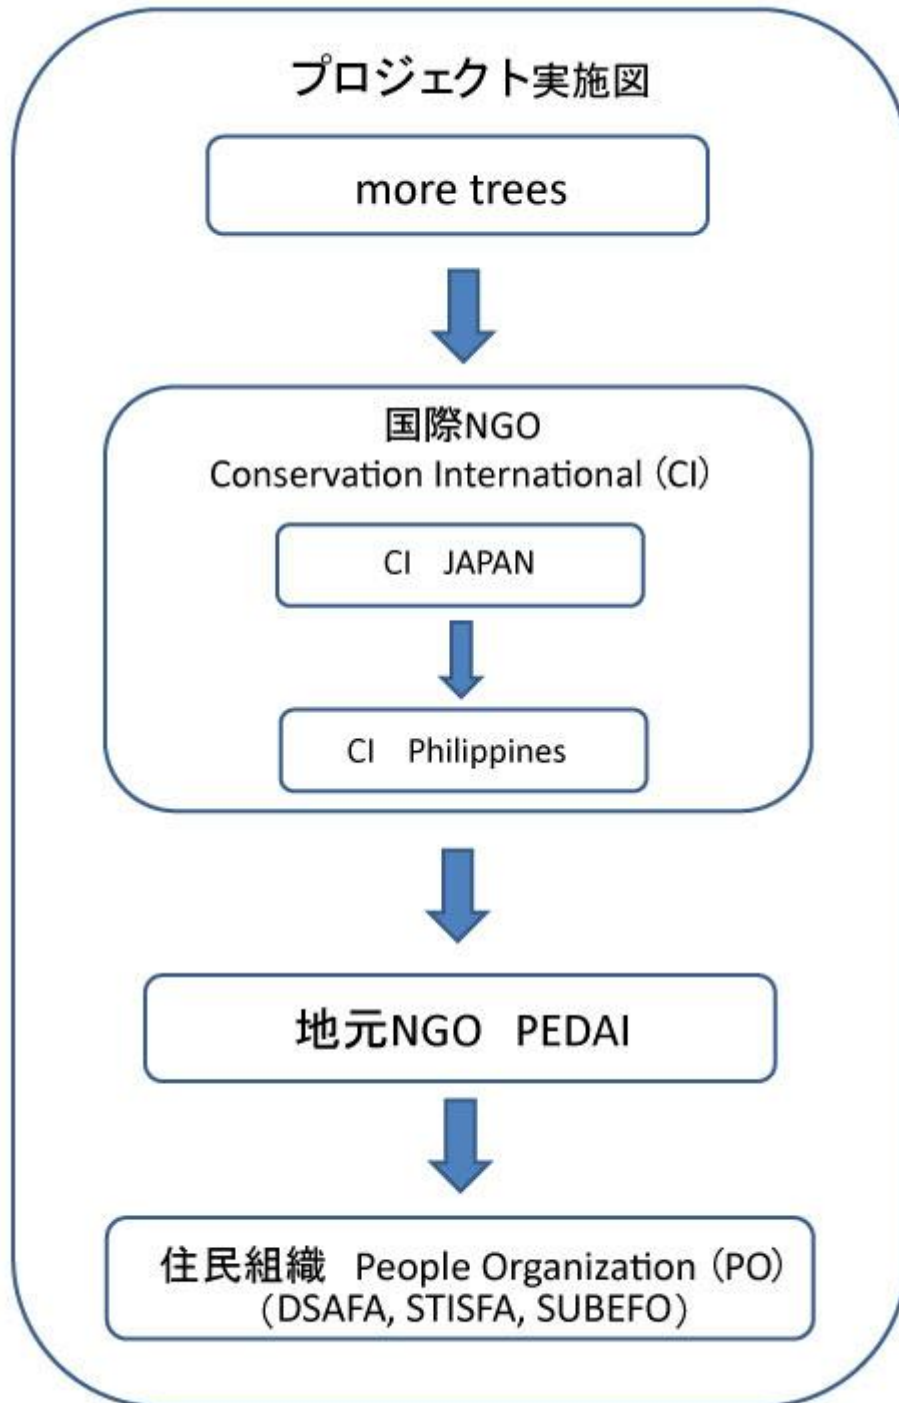 プロジェクト実施図
more trees
国際NGO
Conservation International（CI）
CI　JAPAN
CI　Philippines
地元NGO　PEDAI
住民組織　People Organization（PO）
（DSAFA, STISFA, SUBEFO）